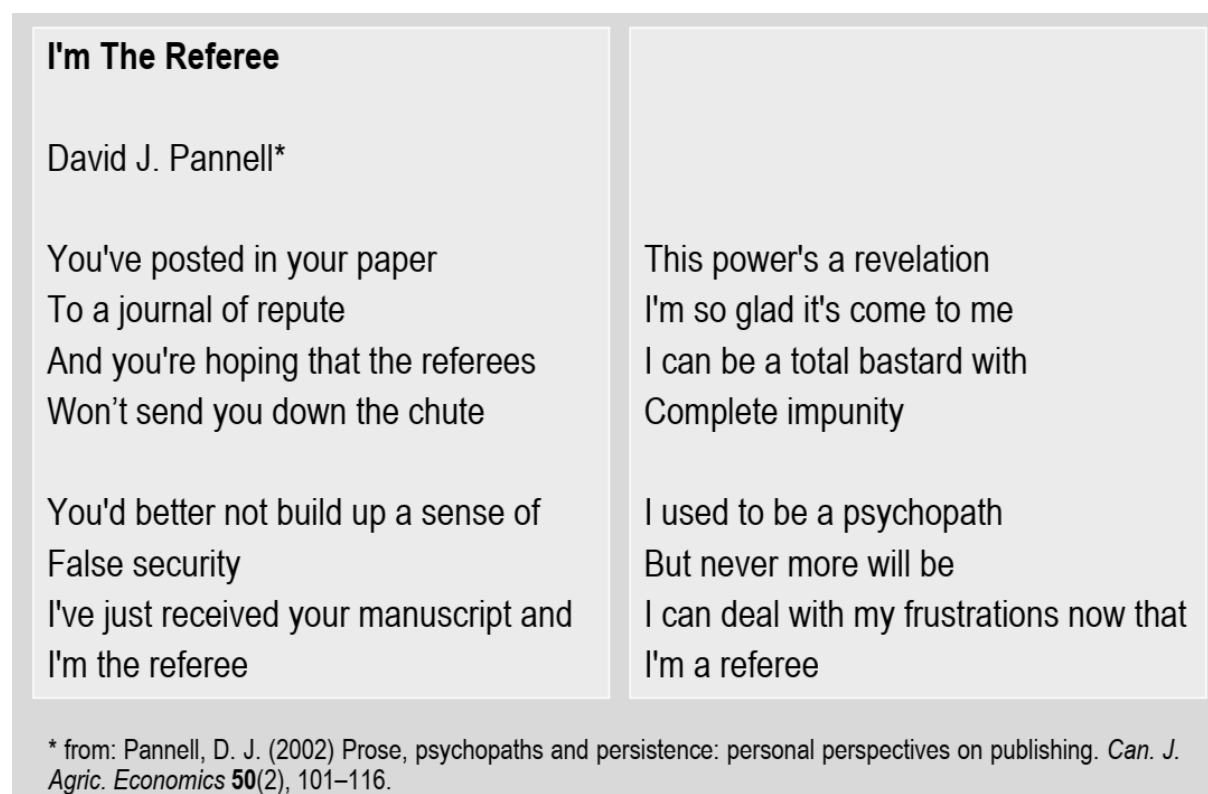 I'm The Referee
David J. Pannell*
You've posted in your paper
To a journal of repute
And you're hoping that the referees
Won’t send you down the chute
You'd better not build up a sense of
False security
I've just received your manuscript and
I'm the referee
This power's a revelation
I'm so glad it's come to me
I can be a total bastard with
Complete impunity
I used to be a psychopath
But never more will be
I can deal with my frustrations now that
I'm a referee
* from: Pannell, D. J. (2002) Prose, psychopaths and persistence: personal perspectives on publishing. Can. J.
Agric. Economics 50(2), 101–116.